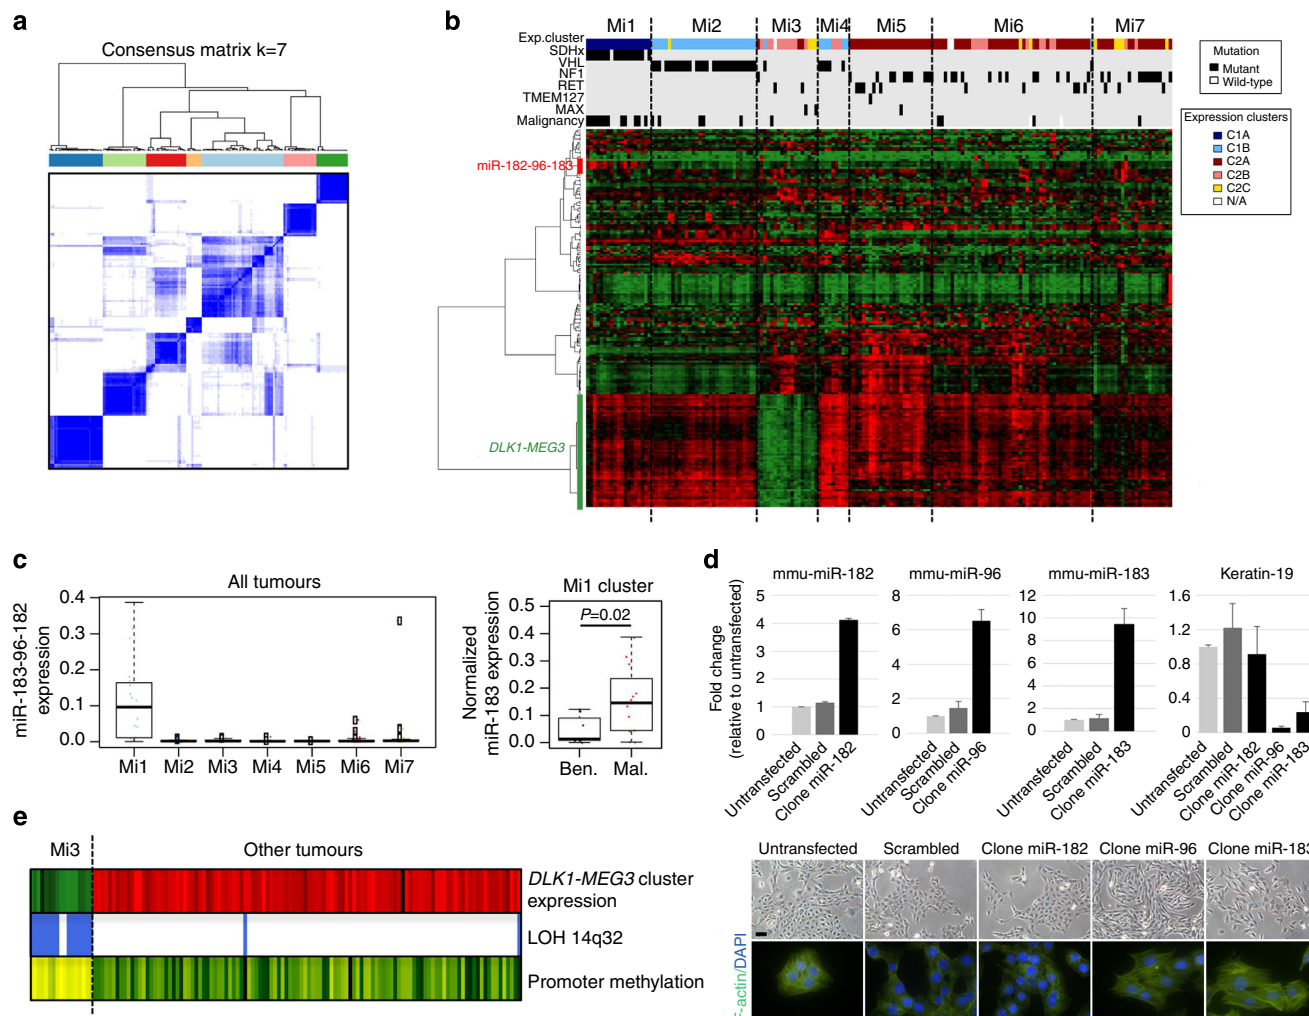 a
Consensus matrix k=7
b
Mi1 Mi2 Mi3 Mi4 Mi5 Mi6 Mi7
Exp.cluster
SDHx
VHL
NF1
RET
TMEM127
MAX
Malignancy
miR-182-96-183
DLK1-MEG3
Mutation
Mutant
Wild-type
Expression clusters
C1A
C1B
C2A
C2B
C2C
N/A
c
All tumours
miR-183-96-182
expression
0.4
0.3
0.2
0.1
0.0
Mi1 Mi2 Mi3 Mi4 Mi5 Mi6 Mi7
Mi1 cluster
P=0.02
Normalized
miR-183 expression
0.5
0.4
0.3
0.2
0.1
0.0
Ben. Mal.
d
Fold change
(relative to untransfected)
mmu-miR-182
5
4
3
2
1
0
Untransfected
Scrambled
Clone miR-182
mmu-miR-96
8
6
4
2
0
Untransfected
Scrambled
Clone miR-96
mmu-miR-183
12
10
8
6
4
2
0
Untransfected
Scrambled
Clone miR-183
Keratin-19
1.6
1.2
0.8
0.4
0
Untransfected
Scrambled
Clone miR-182
Clone miR-96
Clone miR-183
Untransfected Scrambled Clone miR-182 Clone miR-96 Clone miR-183
F-actin/DAPI
e
Mi3 Other tumours
DLK1-MEG3 cluster
expression
LOH 14q32
Promoter methylation